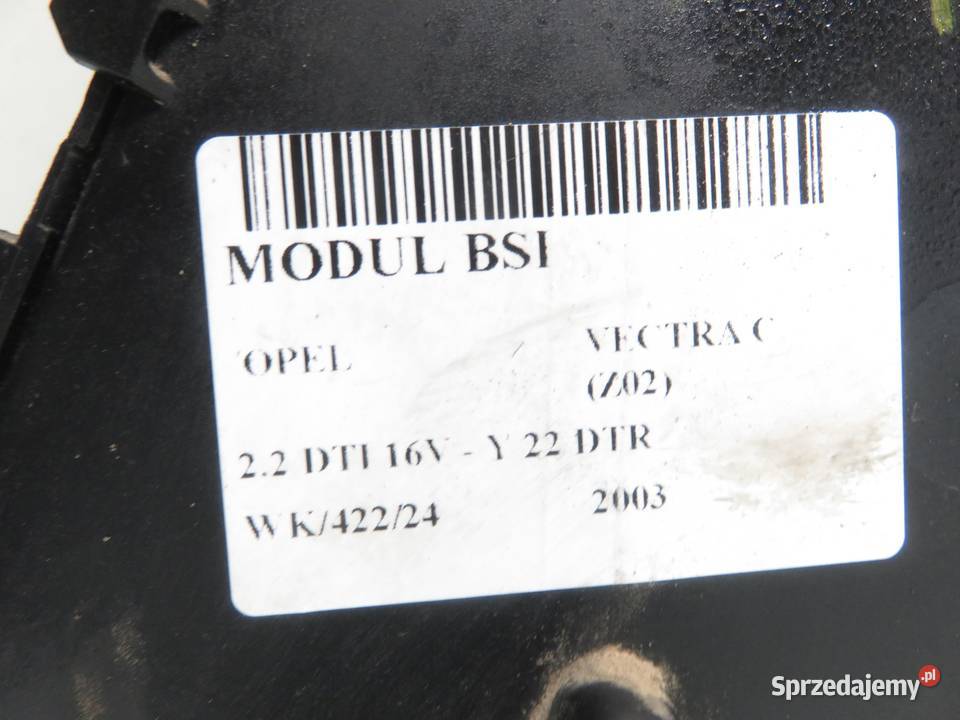 MODUL BSI
OPEL
VECTRA C
(Z02)
2.2 DTI 16V - Y 22 DTR
WK/422/24
2003
Sprzedajemy.pl